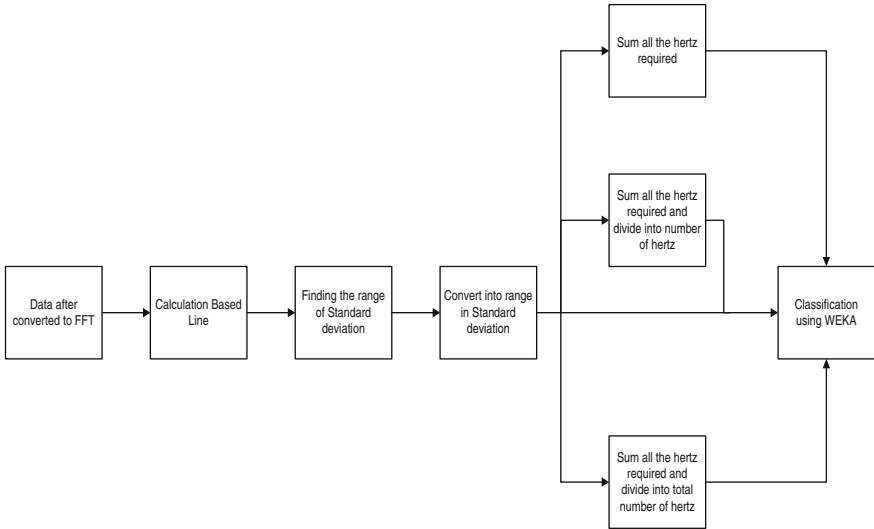 Data after
converted to FFT
Calculation Based
Line
Finding the range
of Standard
deviation
Convert into range
in Standard
deviation
Sum all the hertz
required
Sum all the hertz
required and
divide into number
of hertz
Sum all the hertz
required and
divide into total
number of hertz
Classification
using WEKA